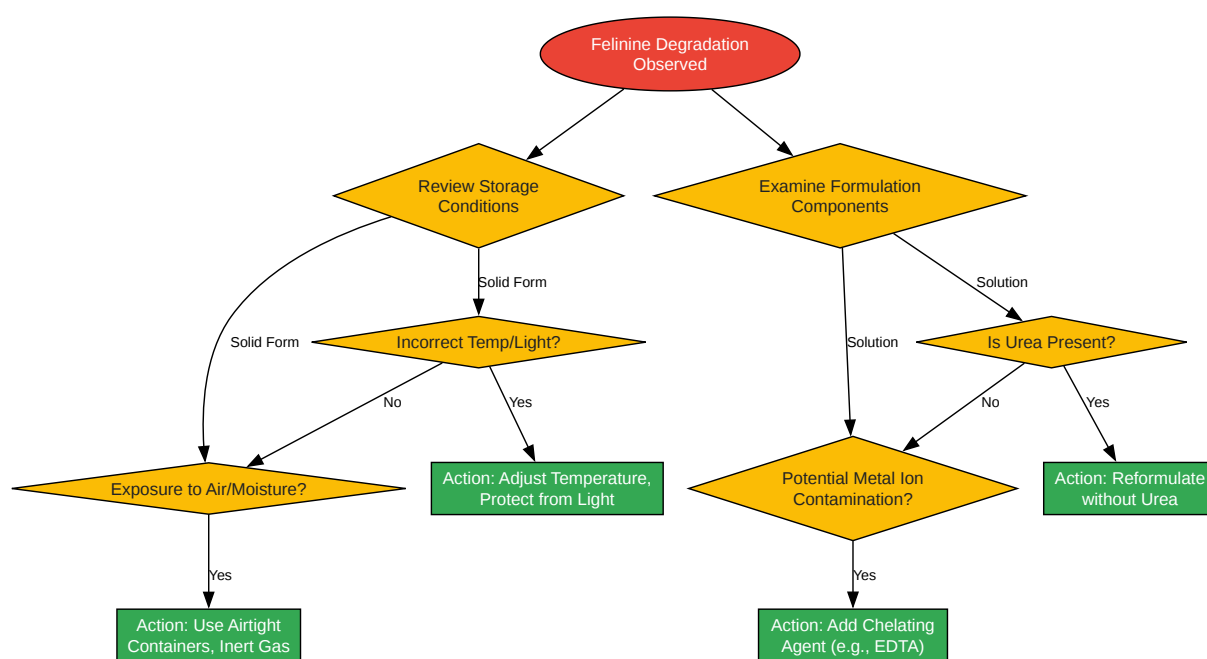 Felinine Degradation
Observed
Review Storage
Conditions
Examine Formulation
Components
Solid Form
Solution
Solid Form
Incorrect Temp/Light?
Solution
Is Urea Present?
No
Yes
No
Yes
Exposure to Air/Moisture?
Action: Adjust Temperature,
Protect from Light
Potential Metal Ion
Contamination?
Action: Reformulate
without Urea
Yes
Yes
Action: Use Airtight
Containers, Inert Gas
Action: Add Chelating
Agent (e.g., EDTA)